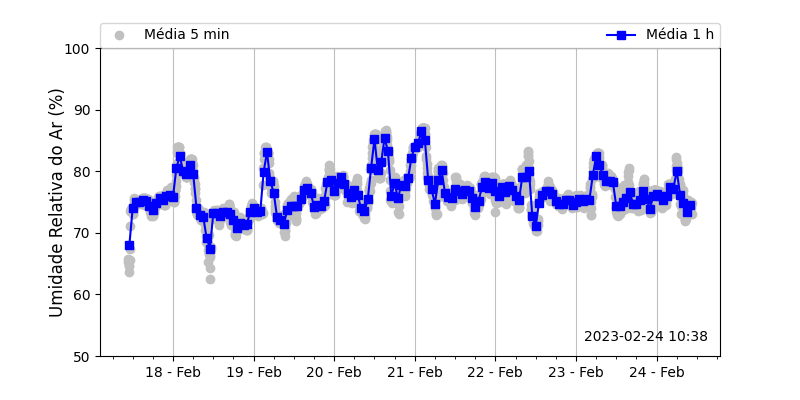 Média 5 min
Média 1 h
Umidade Relativa do Ar (%)
100
90
80
70
60
50
2023-02-24 10:38
18 - Feb
19 - Feb
20 - Feb
21 - Feb
22 - Feb
23 - Feb
24 - Feb